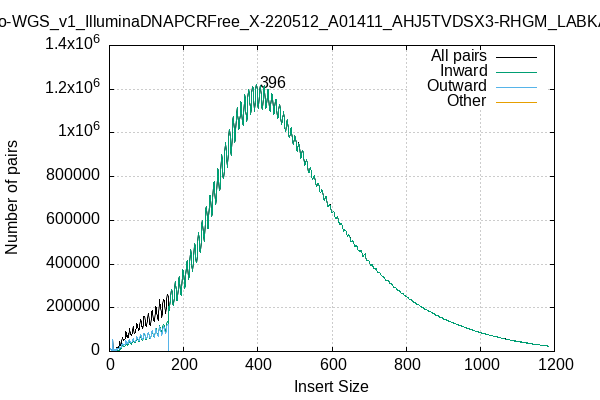 o-WGS_v1_IlluminaDNAPCRFree_X-220512_A01411_AHJ5TVDSX3-RHGM_LABKA
1.4x10^6
1.2x10^6
1x10^6
800000
600000
400000
200000
0
Number of pairs
396
All pairs
Inward
Outward
Other
0 200 400 600 800 1000 1200
Insert Size